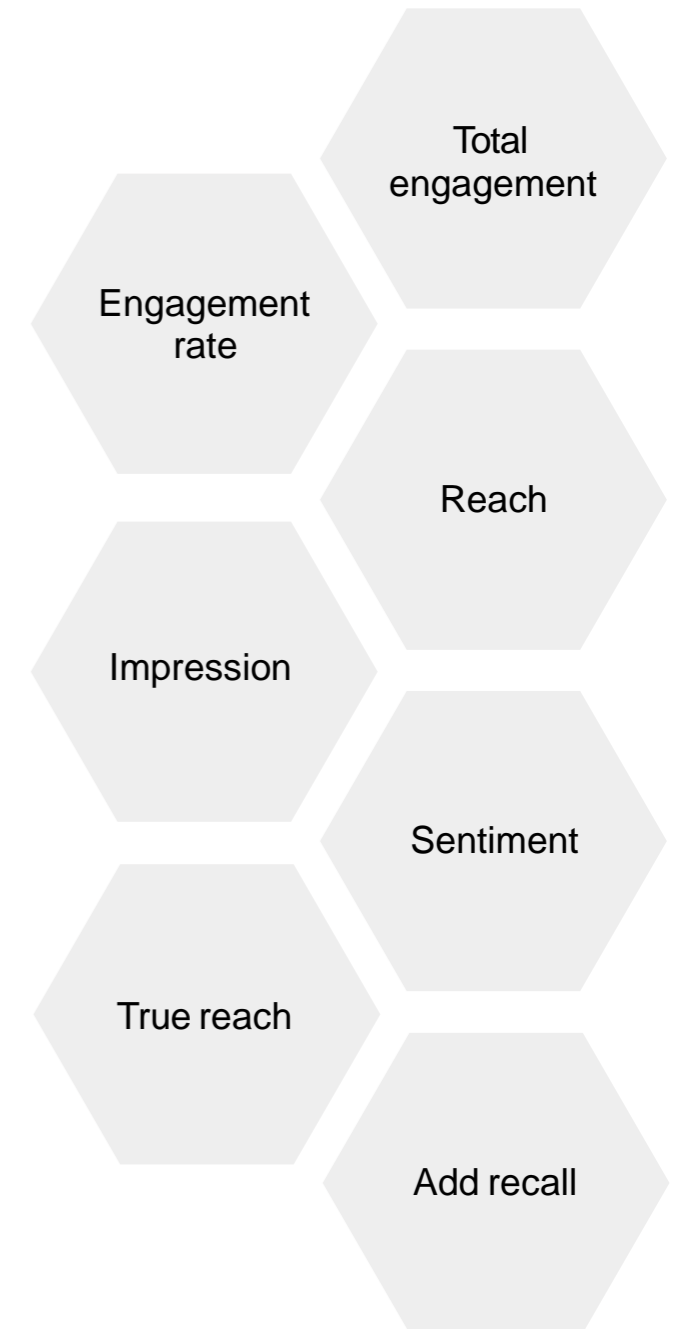 Total
engagement
Engagement
rate
Reach
Impression
Sentiment
True reach
Add recall